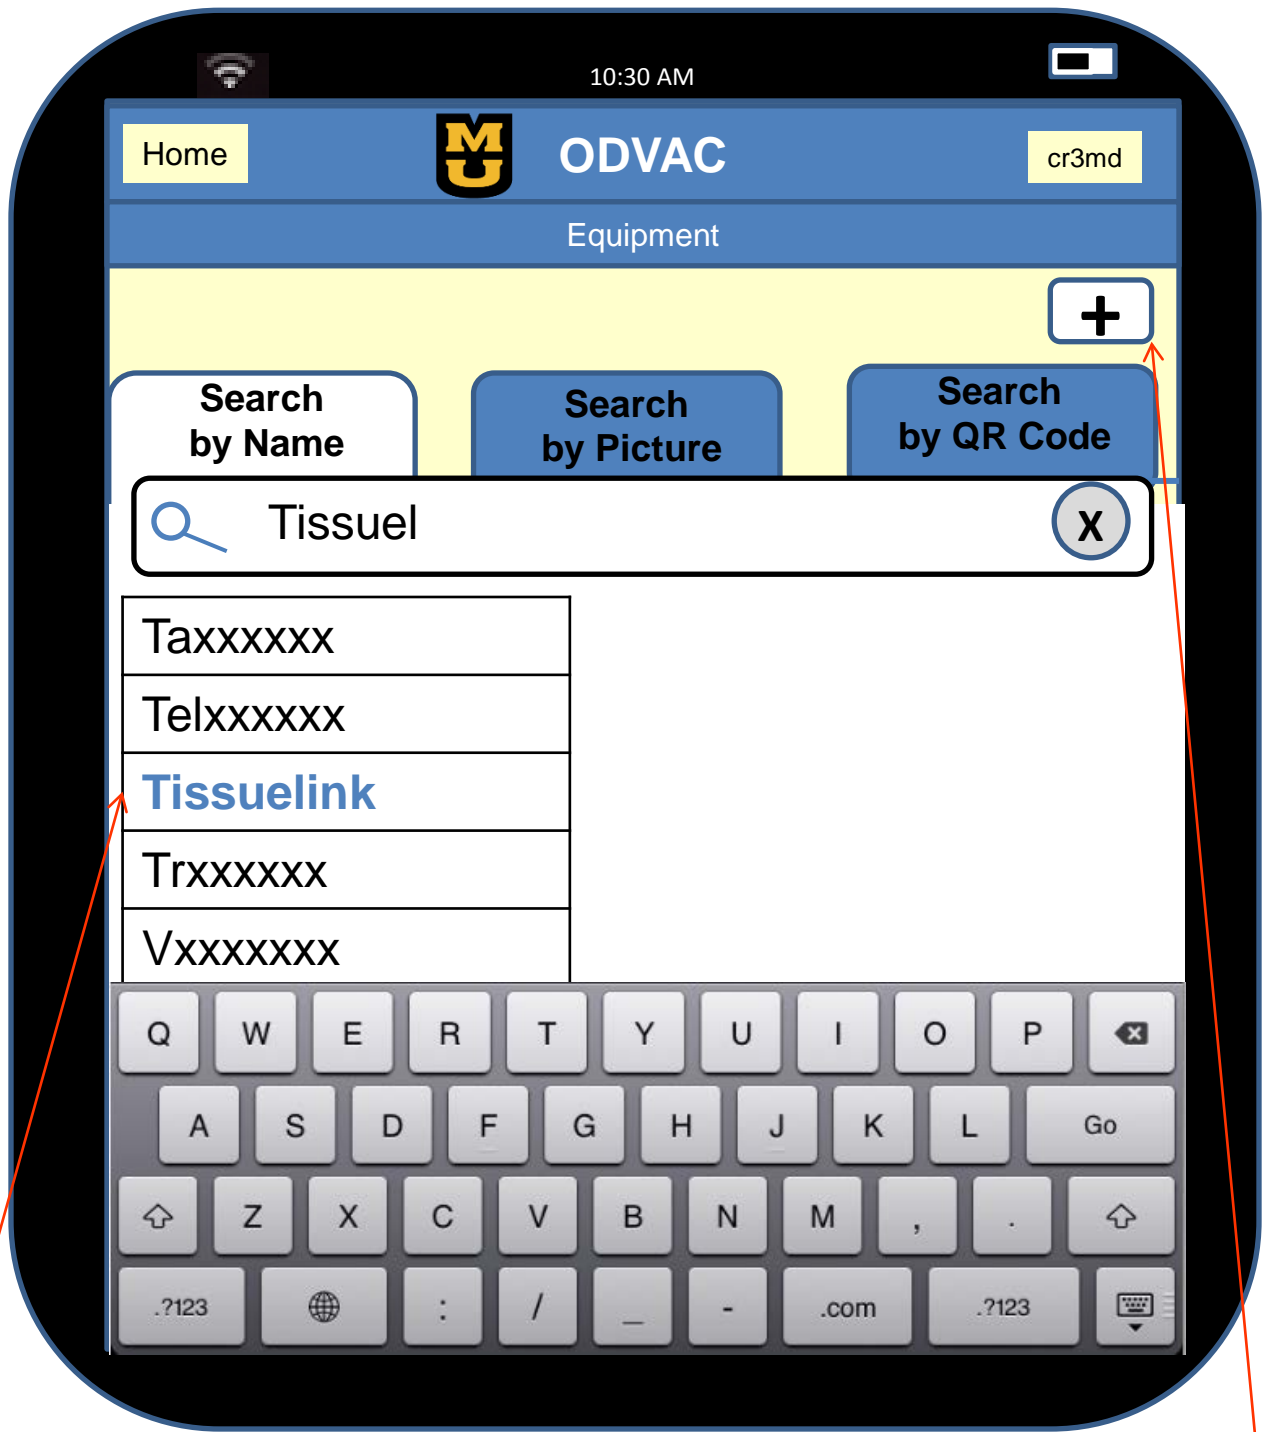 10:30 AM
Home
MU
ODVAC
cr3md
Equipment
+
Search
by Name
Search
by Picture
Search
by QR Code
Tissuel
X
Taxxxxxx
Telxxxxxx
Tissuelink
Trxxxxxx
Vxxxxxxx
Q W E R T Y U I O P
A S D F G H J K L Go
Z X C V B N M , .
.?123 : / _ - .com .?123